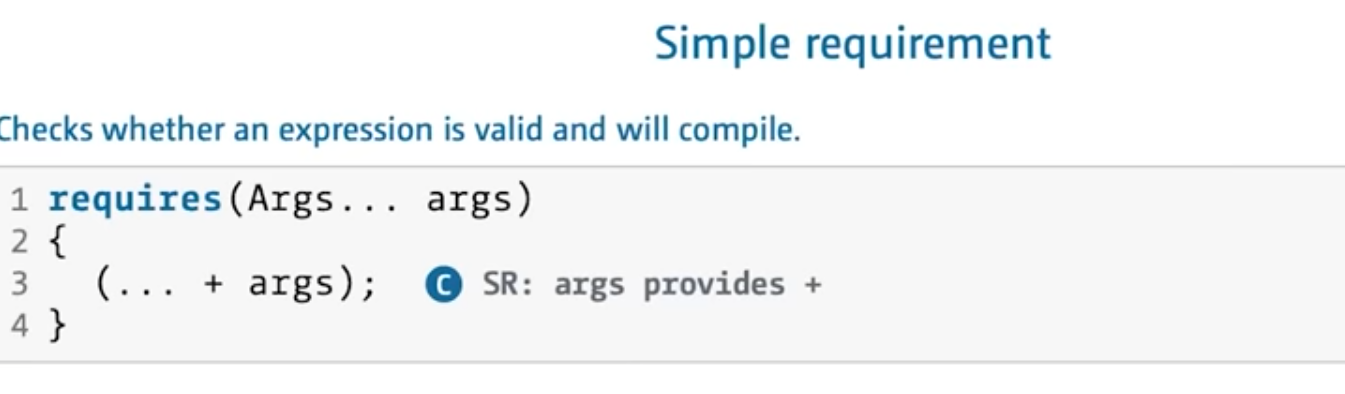 Simple requirement
Checks whether an expression is valid and will compile.
1 requires(Args... args)
2 {
3 (... + args); C SR: args provides +
4 }